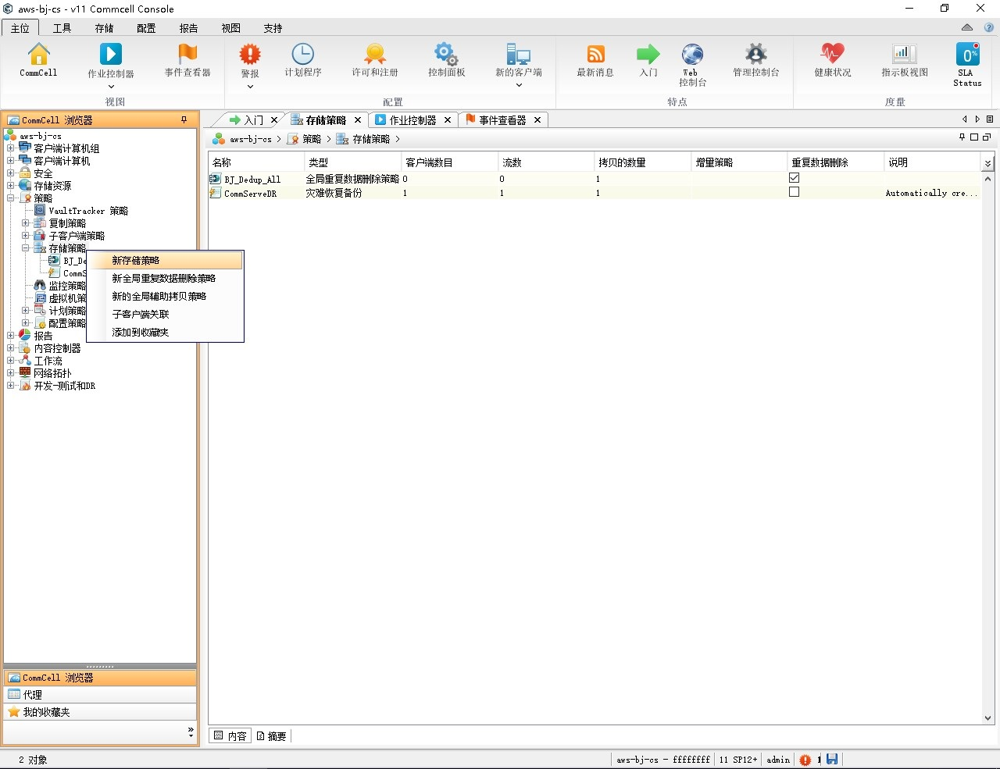 aws-bj-cs - v11 Commcell Console
主位 工具 存储 配置 报告 视图 支持
CommCell 作业控制器 事件查看器 警报 计划程序 许可和注册 控制面板 新的客户端 最新消息 入门 Web 控制台 管理控制台 健康状况 指示板视图 0% SLA Status
视图 配置 特点 度量
CommCell 浏览器
aws-bj-cs
客户端计算机组
客户端计算机
安全
存储资源
策略
VaultTracker 策略
复制策略
子客户端策略
存储策略
BJ_De
CommS
监控策略
虚拟机策
计划策略
配置策略
报告
内容控制器
工作流
网络拓扑
开发-测试和DR
新存储策略
新全局重复数据删除策略
新的全局辅助拷贝策略
子客户端关联
添加到收藏夹
CommCell 浏览器
代理
我的收藏夹
入门 存储策略 作业控制器 事件查看器
aws-bj-cs > 策略 > 存储策略 >
名称 类型 客户端数目 流数 拷贝的数量 增量策略 重复数据删除 说明
BJ_Dedup_All 全局重复数据删除策略 0 0 1
CommServeDR 灾难恢复备份 1 1 1 Automatically cre...
内容 摘要
2 对象 aws-bj-cs - ffffffff 11 SP12+ admin 1